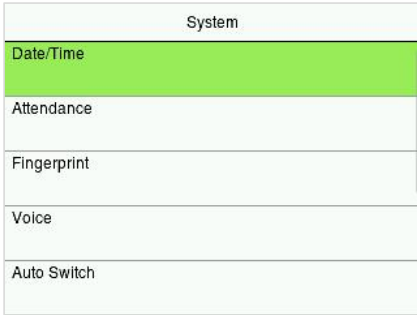 System
Date/Time
Attendance
Fingerprint
Voice
Auto Switch